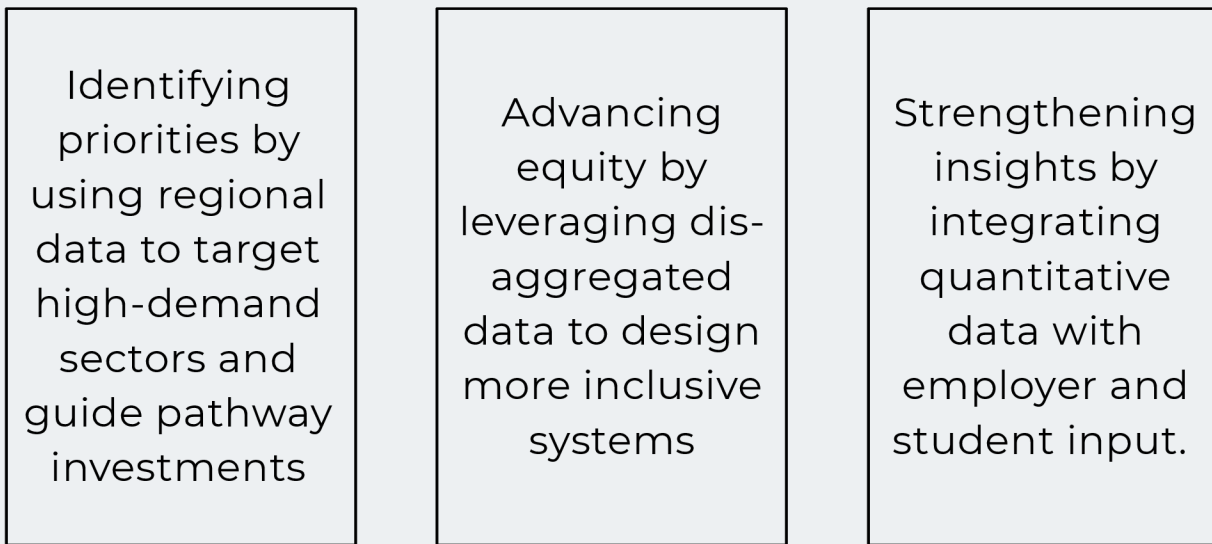 Identifying
priorities by
using regional
data to target
high-demand
sectors and
guide pathway
investments
Advancing
equity by
leveraging dis-
aggregated
data to design
more inclusive
systems
Strengthening
insights by
integrating
quantitative
data with
employer and
student input.